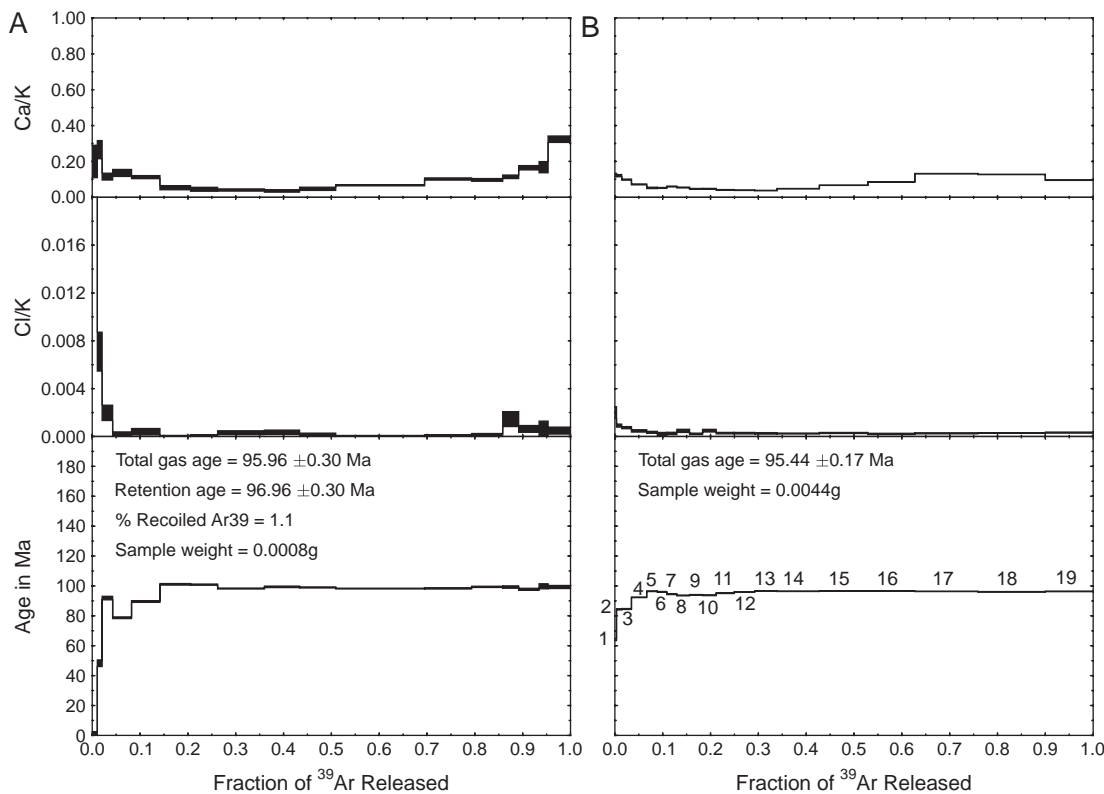 A
B
1.00
0.80
0.60
0.40
0.20
0.00
Ca/K
0.016
0.012
0.008
0.004
0.000
Cl/K
180
160
140
120
100
80
60
40
20
0
Age in Ma
Total gas age = 95.96 ±0.30 Ma
Retention age = 96.96 ±0.30 Ma
% Recoiled Ar39 = 1.1
Sample weight = 0.0008g
Total gas age = 95.44 ±0.17 Ma
Sample weight = 0.0044g
1 2 3 4 5 6 7 8 9 10 11 12 13 14 15 16 17 18 19
0.0 0.1 0.2 0.3 0.4 0.5 0.6 0.7 0.8 0.9 1.0
0.0 0.1 0.2 0.3 0.4 0.5 0.6 0.7 0.8 0.9 1.0
Fraction of ³⁹Ar Released
Fraction of ³⁹Ar Released